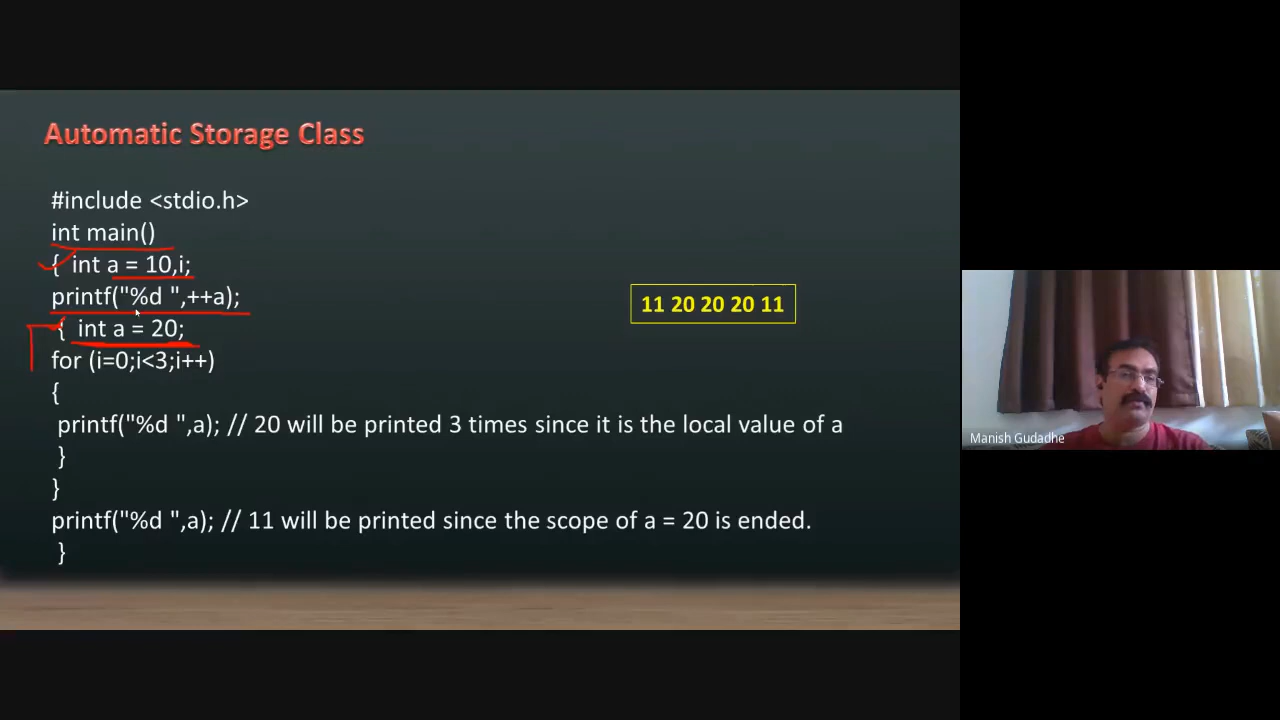 Automatic Storage Class
#include <stdio.h>
int main()
{ int a = 10,i;
printf("%d ",++a);
{ int a = 20;
for (i=0;i<3;i++)
{
printf("%d ",a); // 20 will be printed 3 times since it is the local value of a
}
}
printf("%d ",a); // 11 will be printed since the scope of a = 20 is ended.
}
11 20 20 20 11
Manish Gudadhe